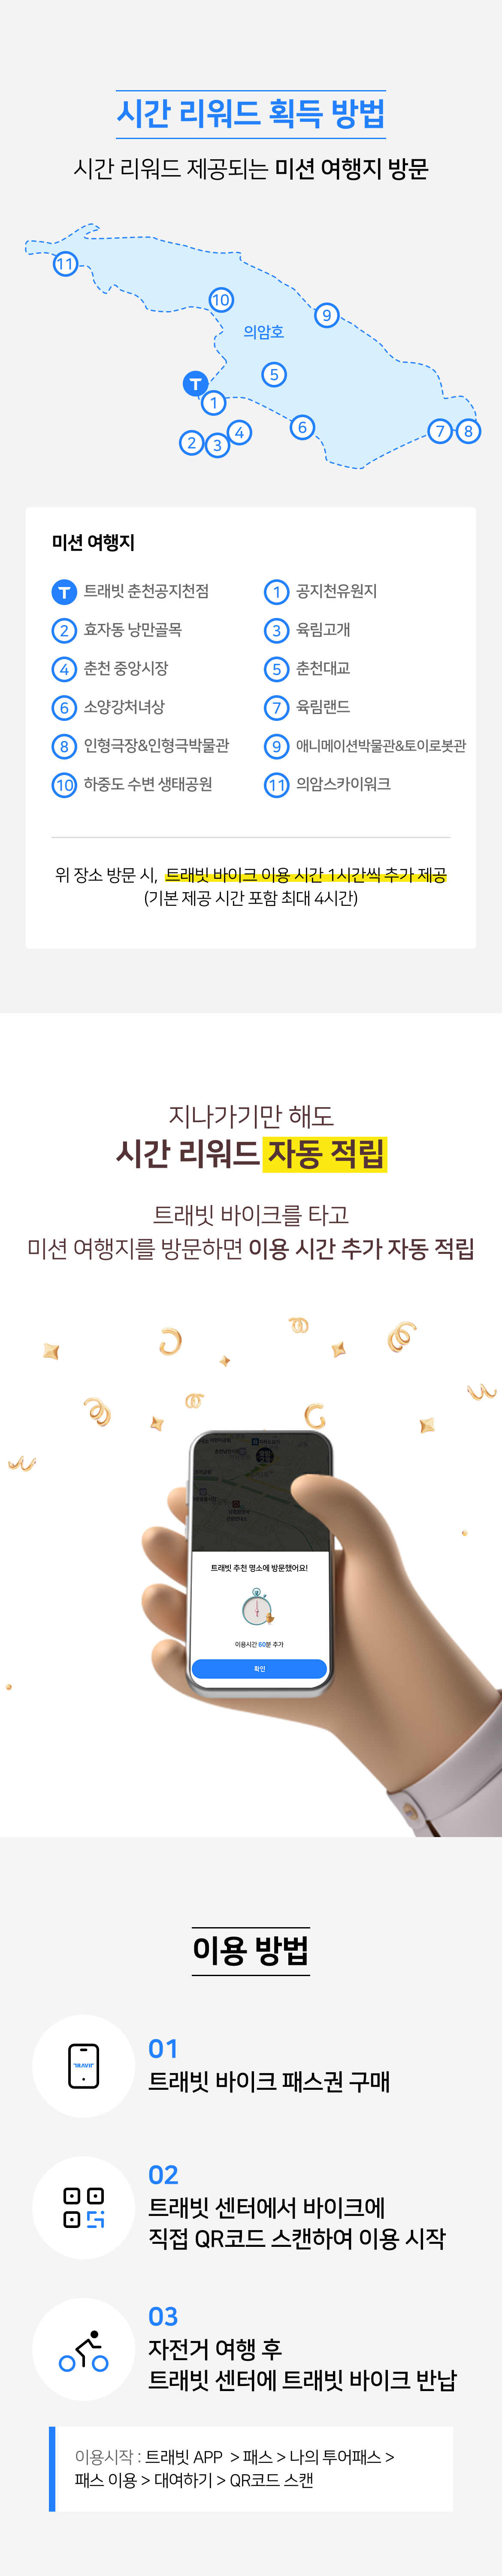 시간 리워드 획득 방법
시간 리워드 제공되는 미션 여행지 방문
11
10
9
의암호
5
T
1
6
4
2
3
7
8
미션 여행지
T 트래빗 춘천공지천점
1 공지천유원지
2 효자동 낭만골목
3 육림고개
4 춘천 중앙시장
5 춘천대교
6 소양강처녀상
7 육림랜드
8 인형극장&인형극박물관
9 애니메이션박물관&토이로봇관
10 하중도 수변 생태공원
11 의암스카이워크
위 장소 방문 시, 트래빗 바이크 이용 시간 1시간씩 추가 제공
(기본 제공 시간 포함 최대 4시간)
지나가기만 해도
시간 리워드 자동 적립
트래빗 바이크를 타고
미션 여행지를 방문하면 이용 시간 추가 자동 적립
트래빗 추천 명소에 방문했어요!
이용시간 60분 추가
확인
이용 방법
01
TRAVIT
트래빗 바이크 패스권 구매
02
트래빗 센터에서 바이크에
직접 QR코드 스캔하여 이용 시작
03
자전거 여행 후
트래빗 센터에 트래빗 바이크 반납
이용시작 : 트래빗 APP > 패스 > 나의 투어패스 >
패스 이용 > 대여하기 > QR코드 스캔